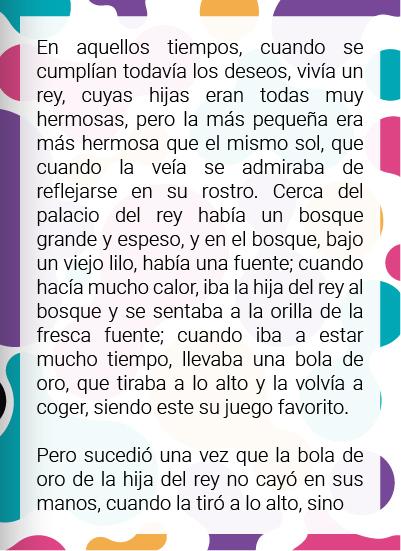 En aquellos tiempos, cuando se
cumplían todavía los deseos, vivía un
rey, cuyas hijas eran todas muy
hermosas, pero la más pequeña era
más hermosa que el mismo sol, que
cuando la veía se admiraba de
reflejarse en su rostro. Cerca del
palacio del rey había un bosque
grande y espeso, y en el bosque, bajo
un viejo lilo, había una fuente; cuando
hacía mucho calor, iba la hija del rey al
bosque y se sentaba a la orilla de la
fresca fuente; cuando iba a estar
mucho tiempo, llevaba una bola de
oro, que tiraba a lo alto y la volvía a
coger, siendo este su juego favorito.
Pero sucedió una vez que la bola de
oro de la hija del rey no cayó en sus
manos, cuando la tiró a lo alto, sino